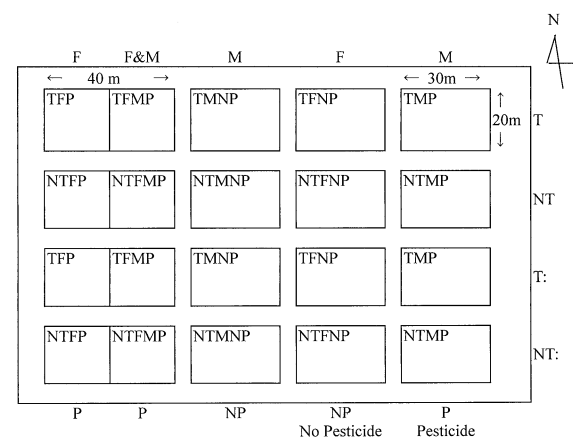 N
F F&M M F M
← 40 m → ← 30m →
TFP TFMP TMNP TFNP TMP ↑ 20m ↓ T
NTFP NTFMP NTMNP NTFNP NTMP NT
TFP TFMP TMNP TFNP TMP T:
NTFP NTFMP NTMNP NTFNP NTMP NT:
P P NP NP P
No Pesticide Pesticide